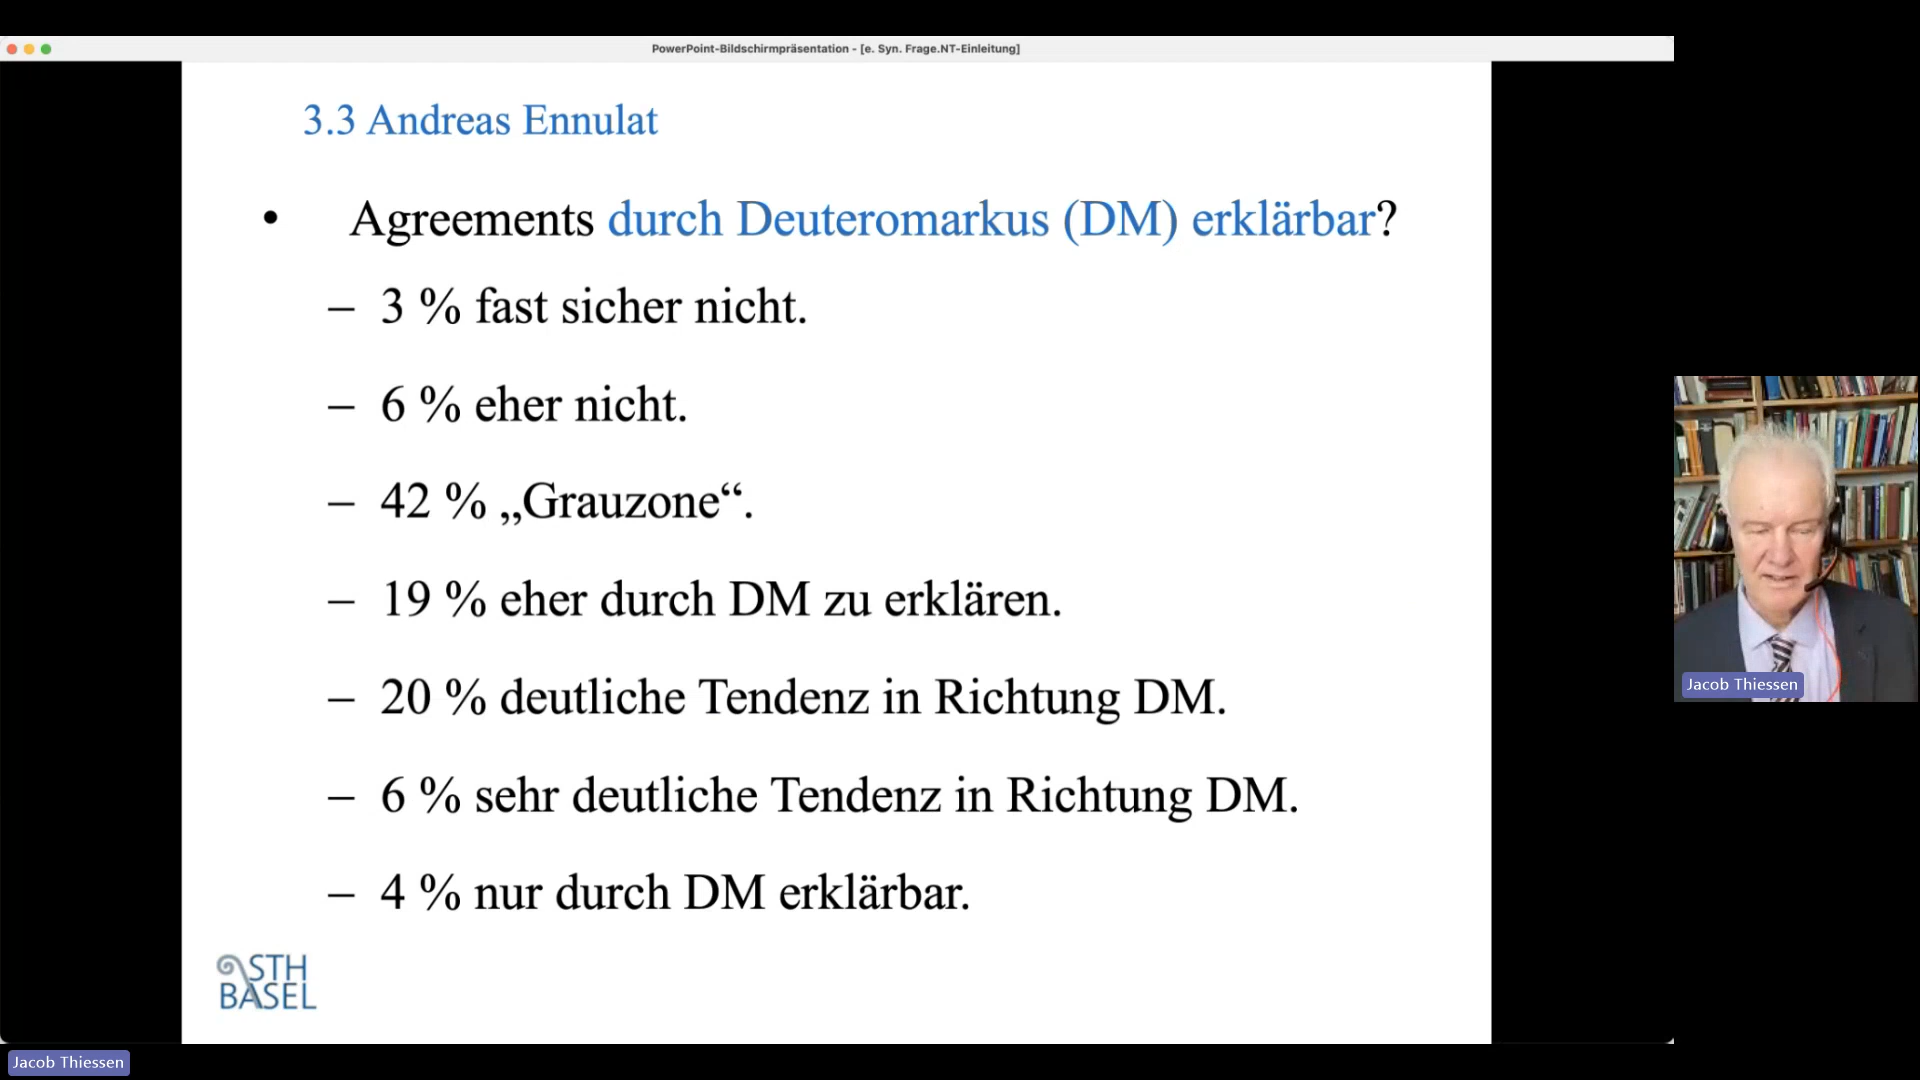 PowerPoint-Bildschirmpräsentation - [e. Syn. Frage.NT-Einleitung]
3.3 Andreas Ennulat
• Agreements durch Deuteromarkus (DM) erklärbar?
– 3 % fast sicher nicht.
– 6 % eher nicht.
– 42 % „Grauzone“.
– 19 % eher durch DM zu erklären.
– 20 % deutliche Tendenz in Richtung DM.
– 6 % sehr deutliche Tendenz in Richtung DM.
– 4 % nur durch DM erklärbar.
STH
BASEL
Jacob Thiessen
Jacob Thiessen